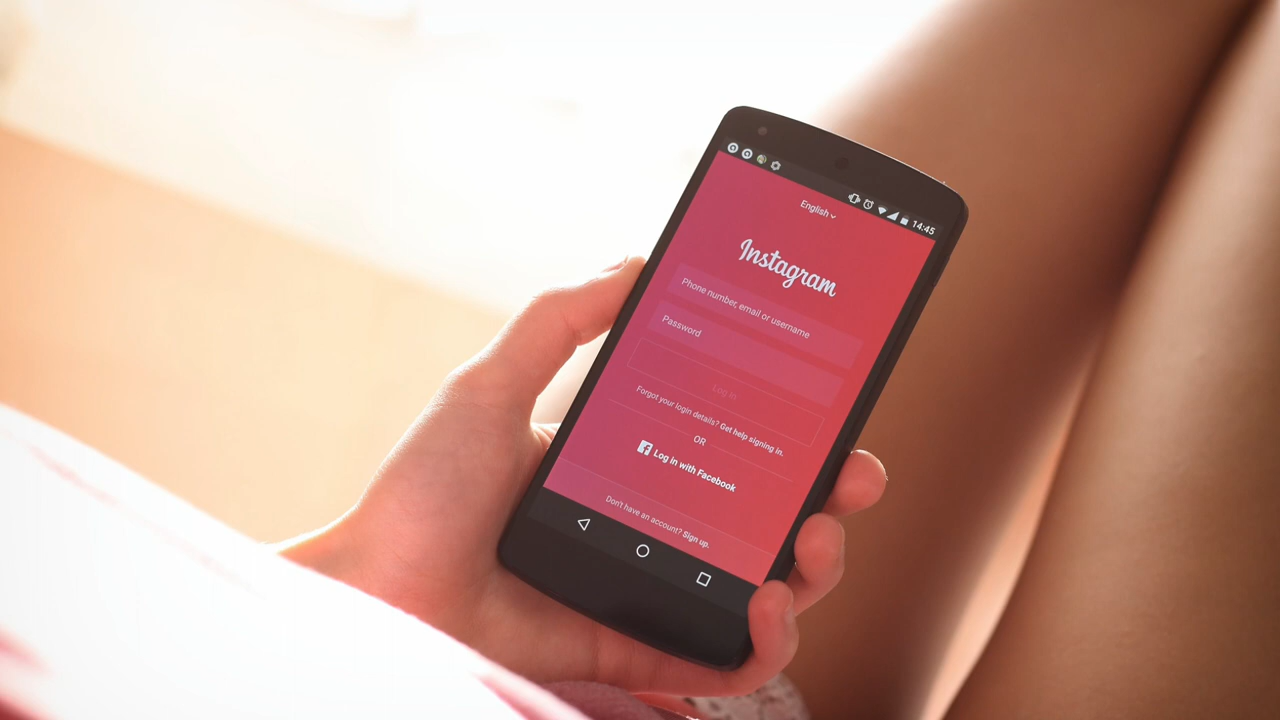 14:45
English
Instagram
Phone number, email or username
Password
Log in
Forgot your login details? Get help signing in.
OR
Log in with Facebook
Don't have an account? Sign up.